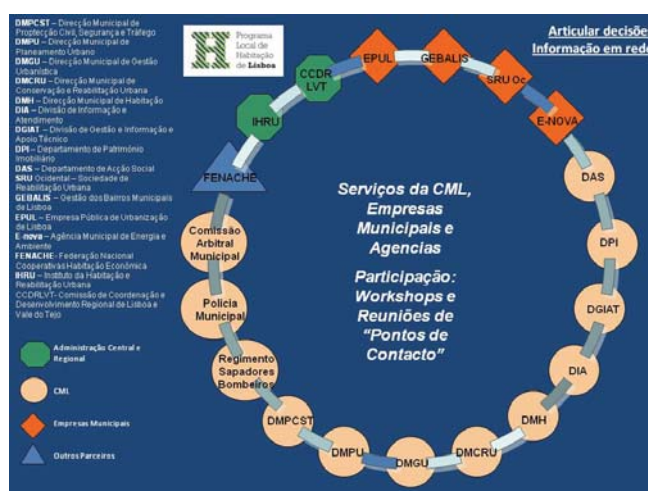 DMPCST – Direcção Municipal de
Proptecção Civil, Segurança e Tráfego
DMPU – Direcção Municipal de
Planeamento Urbano
DMGU – Direcção Municipal de Gestão
Urbanística
DMCRU – Direcção Municipal de
Conservação e Reabilitação Urbana
DMH – Direcção Municipal de Habitação
DIA – Divisão de Informação e
Atendimento
DGIAT – Divisão de Gestão e Informação e
Apoio Técnico
DPI – Departamento de Património
Imobiliário
DAS – Departamento de Acção Social
SRU Ocidental – Sociedade de
Reabilitação Urbana
GEBALIS – Gestão dos Bairros Municipais
de Lisboa
EPUL – Empresa Pública de Urbanização
de Lisboa
E-nova – Agência Municipal de Energia e
Ambiente
FENACHE- Federação Nacional
Cooperativas Habitação Económica
IHRU – Instituto da Habitação e
Reabilitação Urbana
CCDRLVT- Comissão de Coordenação e
Desenvolvimento Regional de Lisboa e
Vale do Tejo
Administração Central e
Regional
CML
Empresas Municipais
Outros Parceiros
Programa
Local de
Habitação
de Lisboa
Articular decisõe
Informação em rede
FENACHE
IHRU
CCDR
LVT
EPUL
GEBALIS
SRU Oc.
E-NOVA
DAS
DPI
DGIAT
DIA
DMH
DMCRU
DMGU
DMPU
DMPCST
Regimento
Sapadores
Bombeiros
Policia
Municipal
Comissão
Arbitral
Municipal
Serviços da CML,
Empresas
Municipais e
Agencias
Participação:
Workshops e
Reuniões de
“Pontos de
Contacto”